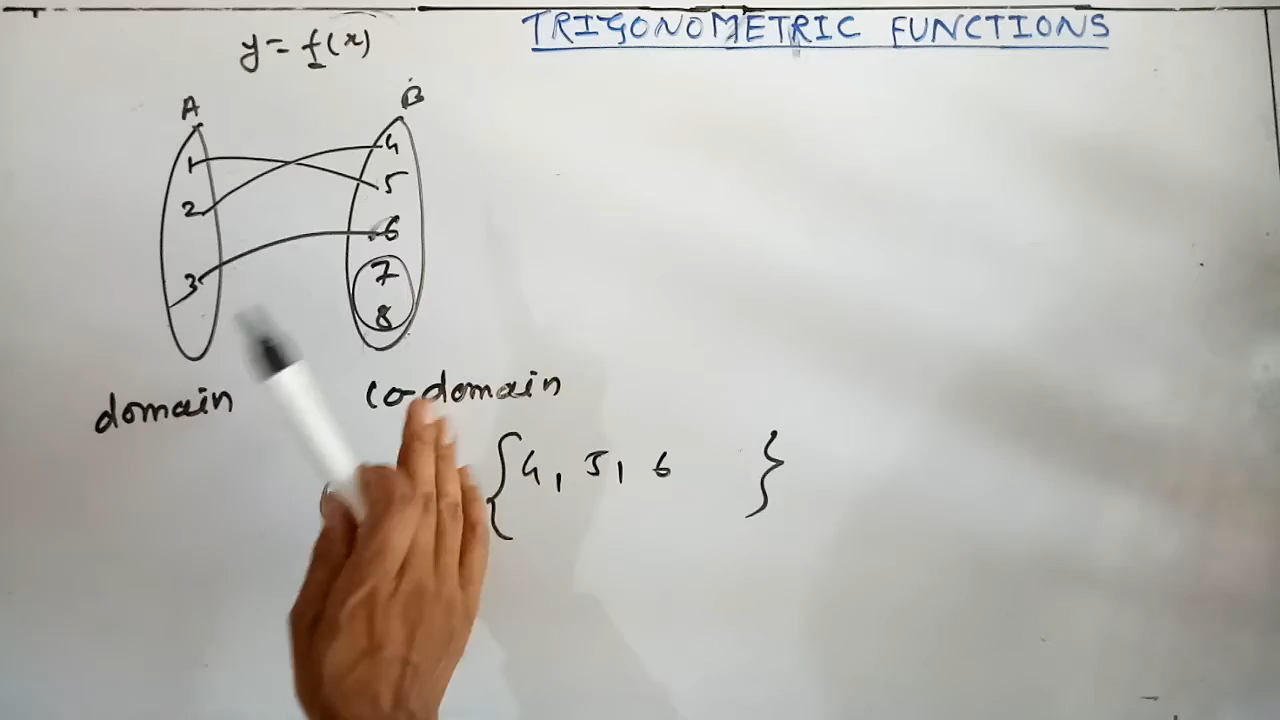 TRIGONOMETRIC FUNCTIONS
y = f(x)
A B
1 4
2 5
3 6
7
8
domain co-domain
{4, 5, 6 }